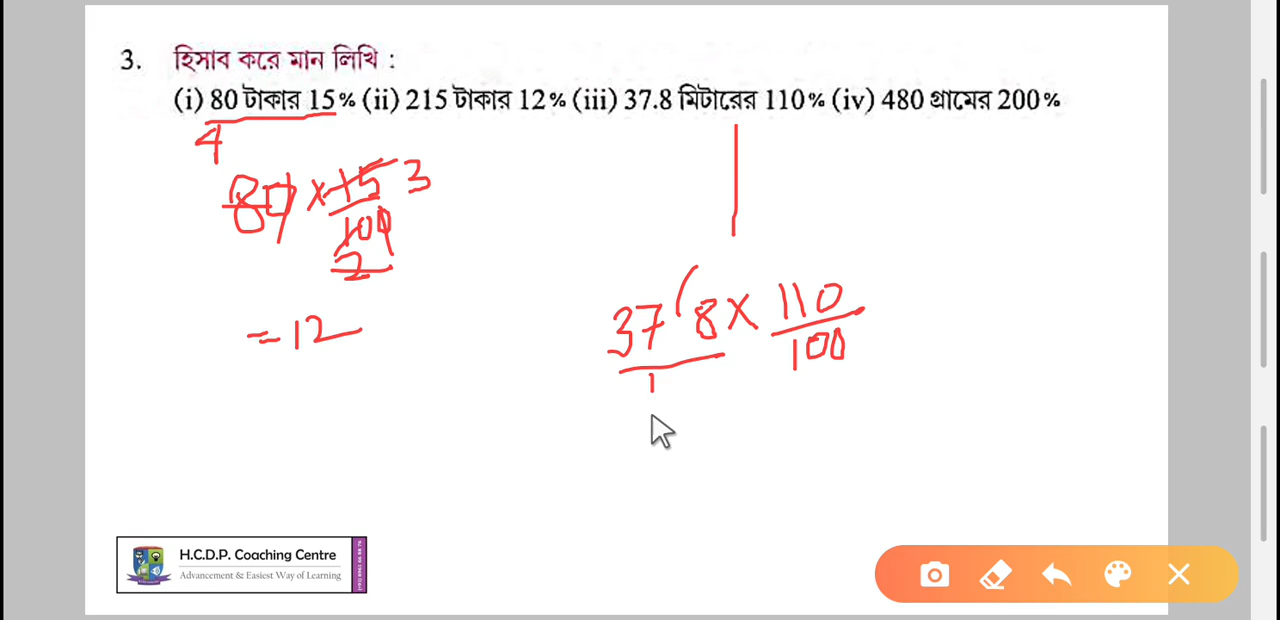 3. হিসাব করে মান লিখি :
(i) 80 টাকার 15% (ii) 215 টাকার 12% (iii) 37.8 মিটারের 110% (iv) 480 গ্রামের 200%
4
80 × 15 3
100
2
= 12
37 8 × 110
100
1
H.C.D.P. Coaching Centre
Advancement & Easiest Way of Learning